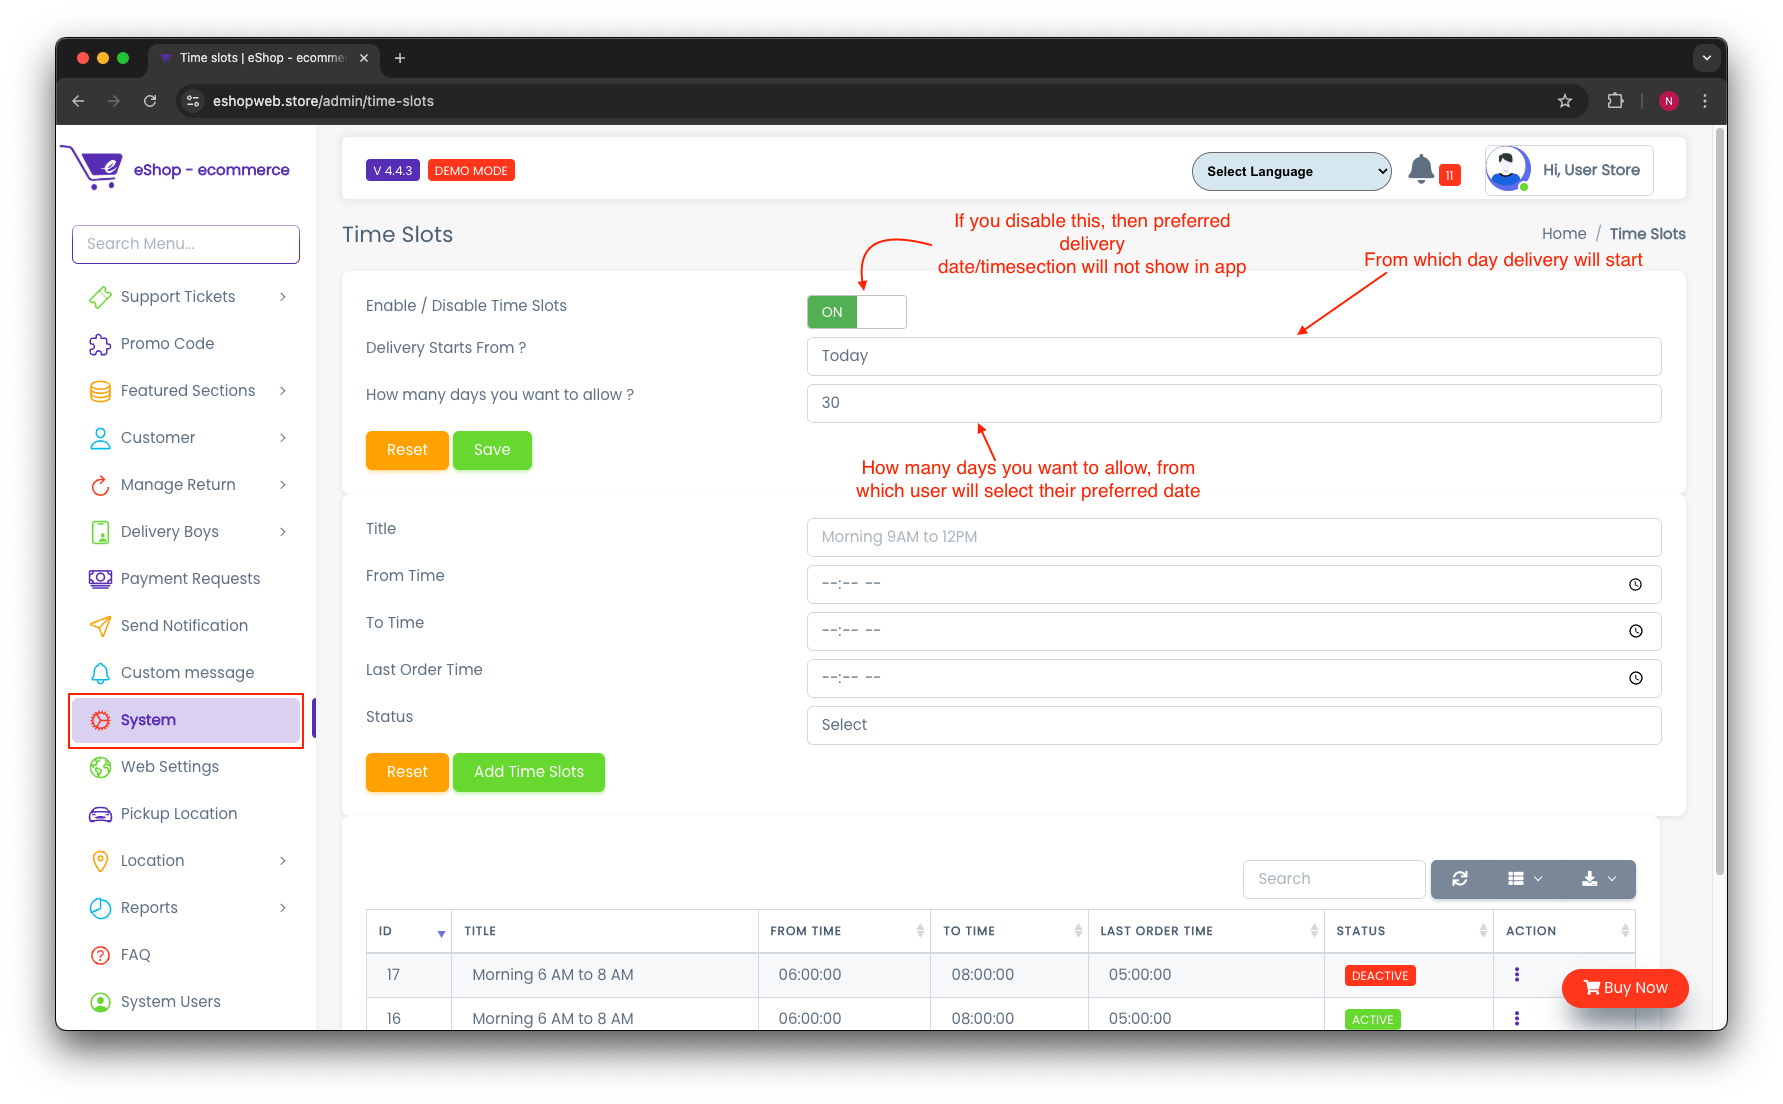 Time slots | eShop - ecomme
eshopweb.store/admin/time-slots
N
eShop - ecommerce
V 4.4.3
DEMO MODE
Select Language
11
Hi, User Store
Search Menu...
Support Tickets
Promo Code
Featured Sections
Customer
Manage Return
Delivery Boys
Payment Requests
Send Notification
Custom message
System
Web Settings
Pickup Location
Location
Reports
FAQ
System Users
Time Slots
Home / Time Slots
If you disable this, then preferred
delivery
date/timesection will not show in app
From which day delivery will start
Enable / Disable Time Slots
ON
Delivery Starts From ?
Today
How many days you want to allow ?
30
Reset
Save
How many days you want to allow, from
which user will select their preferred date
Title
Morning 9AM to 12PM
From Time
--:-- --
To Time
--:-- --
Last Order Time
--:-- --
Status
Select
Reset
Add Time Slots
Search
ID TITLE FROM TIME TO TIME LAST ORDER TIME STATUS ACTION
17 Morning 6 AM to 8 AM 06:00:00 08:00:00 05:00:00 DEACTIVE
Buy Now
16 Morning 6 AM to 8 AM 06:00:00 08:00:00 05:00:00 ACTIVE